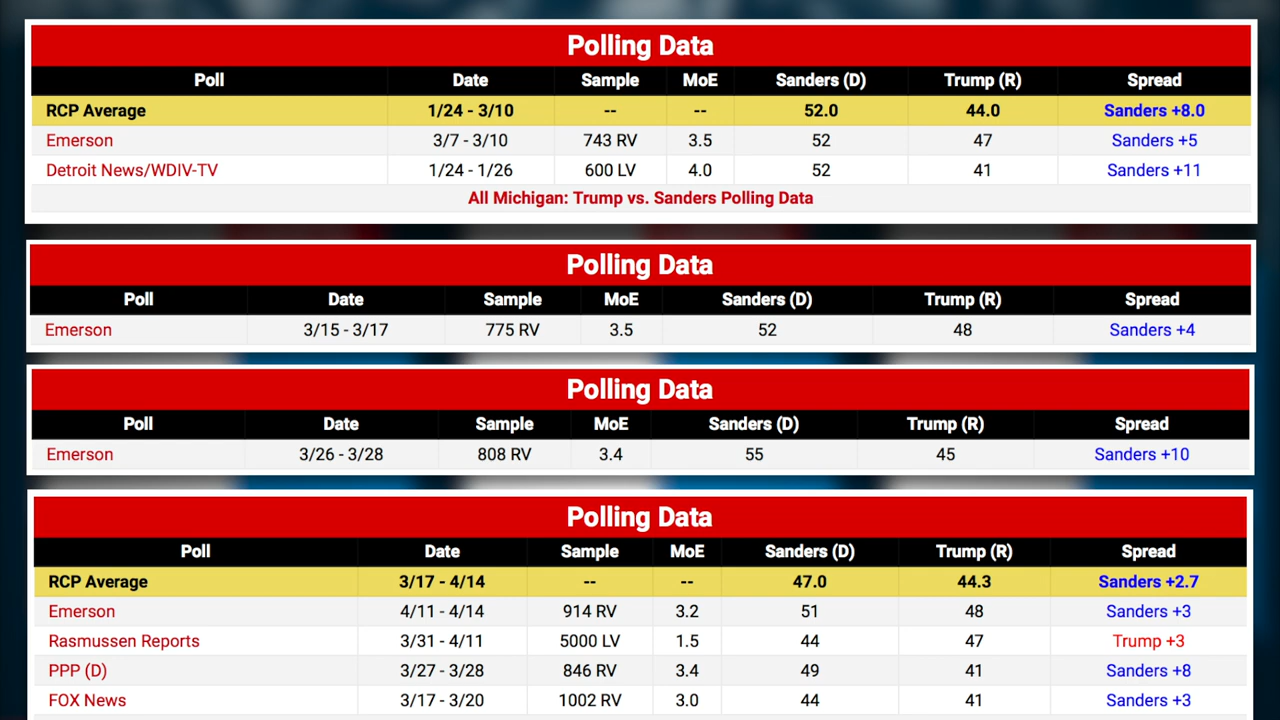 Polling Data
Poll Date Sample MoE Sanders (D) Trump (R) Spread
RCP Average 1/24 - 3/10 -- -- 52.0 44.0 Sanders +8.0
Emerson 3/7 - 3/10 743 RV 3.5 52 47 Sanders +5
Detroit News/WDIV-TV 1/24 - 1/26 600 LV 4.0 52 41 Sanders +11
All Michigan: Trump vs. Sanders Polling Data
Polling Data
Poll Date Sample MoE Sanders (D) Trump (R) Spread
Emerson 3/15 - 3/17 775 RV 3.5 52 48 Sanders +4
Polling Data
Poll Date Sample MoE Sanders (D) Trump (R) Spread
Emerson 3/26 - 3/28 808 RV 3.4 55 45 Sanders +10
Polling Data
Poll Date Sample MoE Sanders (D) Trump (R) Spread
RCP Average 3/17 - 4/14 -- -- 47.0 44.3 Sanders +2.7
Emerson 4/11 - 4/14 914 RV 3.2 51 48 Sanders +3
Rasmussen Reports 3/31 - 4/11 5000 LV 1.5 44 47 Trump +3
PPP (D) 3/27 - 3/28 846 RV 3.4 49 41 Sanders +8
FOX News 3/17 - 3/20 1002 RV 3.0 44 41 Sanders +3